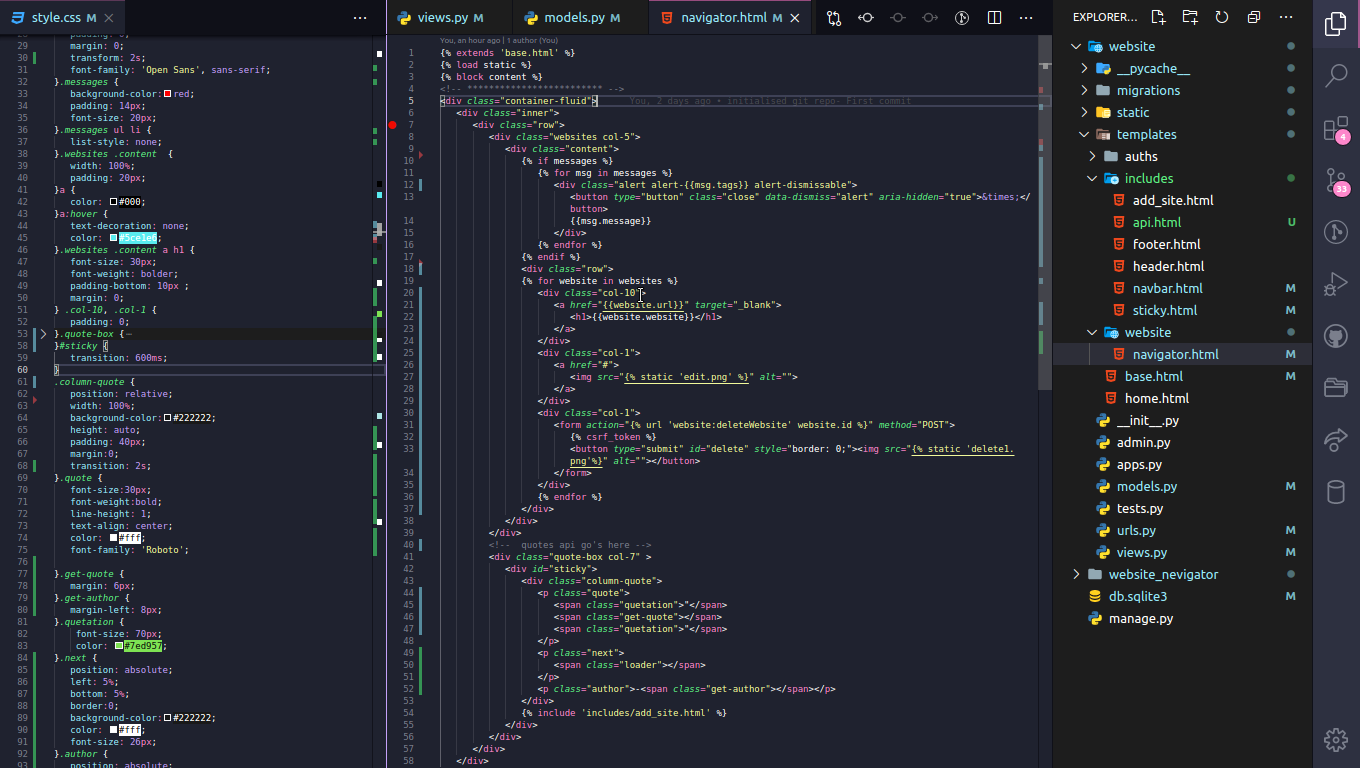 style.css M
views.py M
models.py M
navigator.html M
EXPLORER...
29 margin: 0;
30 transform: 2s;
31 font-family: 'Open Sans', sans-serif;
32 }.messages {
33 background-color: red;
34 padding: 14px;
35 font-size: 20px;
36 }.messages ul li {
37 list-style: none;
38 }.websites .content {
39 width: 100%;
40 padding: 20px;
41 }a {
42 color: #000;
43 }a:hover {
44 text-decoration: none;
45 color: #5ce1e6;
46 }.websites .content a h1 {
47 font-size: 30px;
48 font-weight: bolder;
49 padding-bottom: 10px ;
50 margin: 0;
51 } .col-10, .col-1 {
52 padding: 0;
53 }.quote-box {
58 }#sticky {
59 transition: 600ms;
60 }
61 .column-quote {
62 position: relative;
63 width: 100%;
64 background-color: #222222;
65 height: auto;
66 padding: 40px;
67 margin:0;
68 transition: 2s;
69 }.quote {
70 font-size:30px;
71 font-weight:bold;
72 line-height: 1;
73 text-align: center;
74 color: #fff;
75 font-family: 'Roboto';
76
77 }.get-quote {
78 margin: 6px;
79 }.get-author {
80 margin-left: 8px;
81 }.quetation {
82 font-size: 70px;
83 color: #7ed957;
84 }.next {
85 position: absolute;
86 left: 5%;
87 bottom: 5%;
88 border:0;
89 background-color: #222222;
90 color: #fff;
91 font-size: 26px;
92 }.author {
93 position: absolute;
You, an hour ago | 1 author (You)
1 {% extends 'base.html' %}
2 {% load static %}
3 {% block content %}
4 <!-- ************************* -->
5 <div class="container-fluid"> You, 2 days ago • initialised git repo- First commit
6 <div class="inner">
7 <div class="row">
8 <div class="websites col-5">
9 <div class="content">
10 {% if messages %}
11 {% for msg in messages %}
12 <div class="alert alert-{{msg.tags}} alert-dismissable">
13 <button type="button" class="close" data-dismiss="alert" aria-hidden="true">&times;</
button>
14 {{msg.message}}
15 </div>
16 {% endfor %}
17 {% endif %}
18 <div class="row">
19 {% for website in websites %}
20 <div class="col-10">
21 <a href="{{website.url}}" target="_blank">
22 <h1>{{website.website}}</h1>
23 </a>
24 </div>
25 <div class="col-1">
26 <a href="#">
27 <img src="{% static 'edit.png' %}" alt="">
28 </a>
29 </div>
30 <div class="col-1">
31 <form action="{% url 'website:deleteWebsite' website.id %}" method="POST">
32 {% csrf_token %}
33 <button type="submit" id="delete" style="border: 0;"><img src="{% static 'delete1.
png'%}" alt=""></button>
34 </form>
35 </div>
36 {% endfor %}
37 </div>
38 </div>
39 </div>
40 <!-- quotes api go's here -->
41 <div class="quote-box col-7" >
42 <div id="sticky">
43 <div class="column-quote">
44 <p class="quote">
45 <span class="quetation">"</span>
46 <span class="get-quote"></span>
47 <span class="quetation">"</span>
48 </p>
49 <p class="next">
50 <span class="loader"></span>
51 </p>
52 <p class="author">-<span class="get-author"></span></p>
53 </div>
54 {% include 'includes/add_site.html' %}
55 </div>
56 </div>
57 </div>
58 </div>
website
__pycache__
migrations
static
templates
auths
includes
add_site.html
api.html U
footer.html
header.html
navbar.html M
sticky.html M
website
navigator.html M
base.html M
home.html
__init__.py
admin.py
apps.py
models.py M
tests.py
urls.py M
views.py M
website_nevigator
db.sqlite3 M
manage.py
4
33